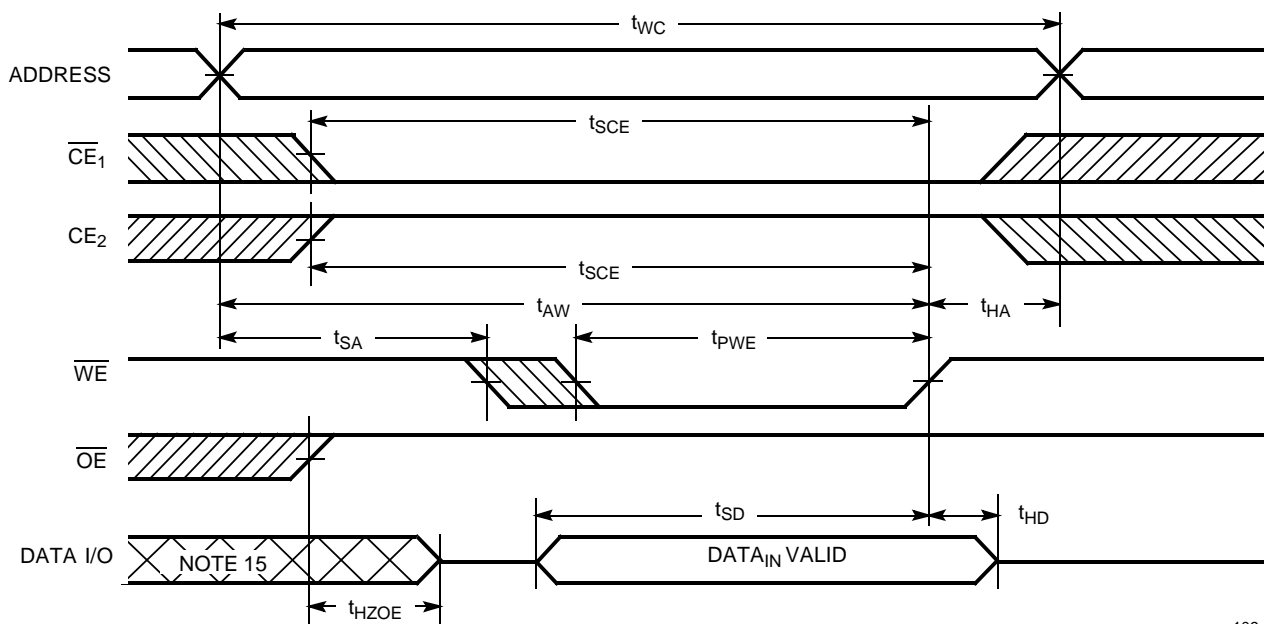 tWC
ADDRESS
tSCE
CE1
CE2
tSCE
tAW
tHA
tSA
tPWE
WE
OE
tSD
tHD
DATA I/O
NOTE 15
DATAIN VALID
tHZOE